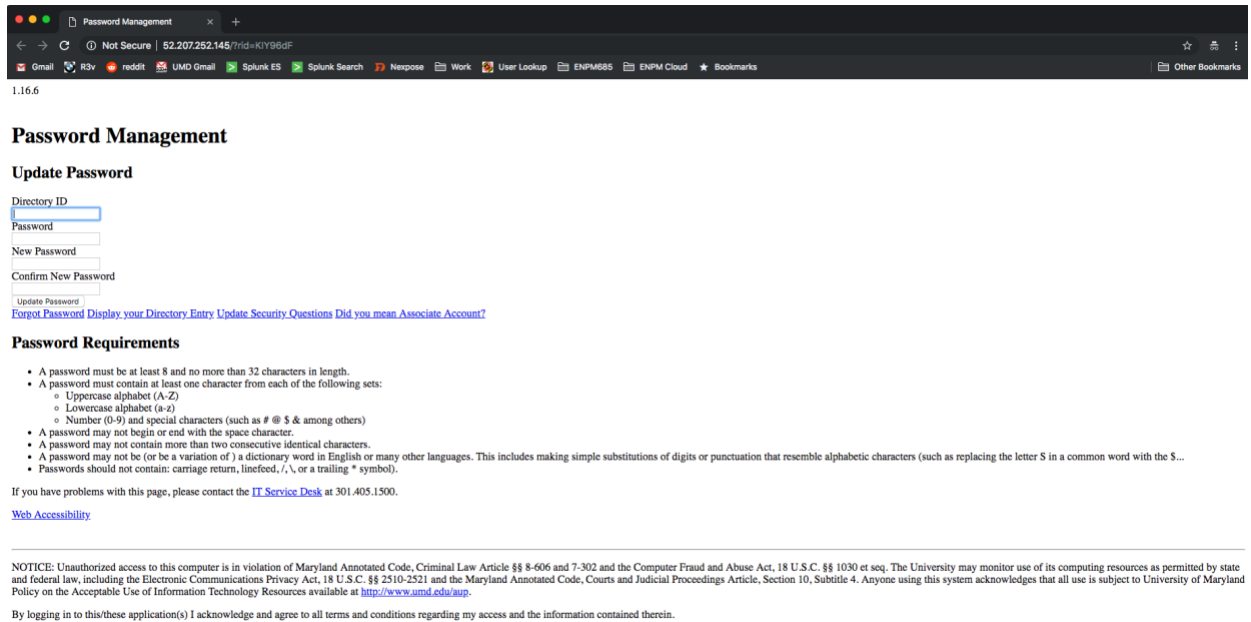 Password Management × +
Not Secure | 52.207.252.145/?rid=KIY96dF
Gmail R3v reddit UMD Gmail Splunk ES Splunk Search Nexpose Work User Lookup ENPM685 ENPM Cloud Bookmarks Other Bookmarks
1.16.6
Password Management
Update Password
Directory ID
Password
New Password
Confirm New Password
Update Password
Forgot Password Display your Directory Entry Update Security Questions Did you mean Associate Account?
Password Requirements
• A password must be at least 8 and no more than 32 characters in length.
• A password must contain at least one character from each of the following sets:
○ Uppercase alphabet (A-Z)
○ Lowercase alphabet (a-z)
○ Number (0-9) and special characters (such as # @ $ & among others)
• A password may not begin or end with the space character.
• A password may not contain more than two consecutive identical characters.
• A password may not be (or be a variation of ) a dictionary word in English or many other languages. This includes making simple substitutions of digits or punctuation that resemble alphabetic characters (such as replacing the letter S in a common word with the $...
• Passwords should not contain: carriage return, linefeed, /, \, or a trailing * symbol).
If you have problems with this page, please contact the IT Service Desk at 301.405.1500.
Web Accessibility
NOTICE: Unauthorized access to this computer is in violation of Maryland Annotated Code, Criminal Law Article §§ 8-606 and 7-302 and the Computer Fraud and Abuse Act, 18 U.S.C. §§ 1030 et seq. The University may monitor use of its computing resources as permitted by state
and federal law, including the Electronic Communications Privacy Act, 18 U.S.C. §§ 2510-2521 and the Maryland Annotated Code, Courts and Judicial Proceedings Article, Section 10, Subtitle 4. Anyone using this system acknowledges that all use is subject to University of Maryland
Policy on the Acceptable Use of Information Technology Resources available at http://www.umd.edu/aup.
By logging in to this/these application(s) I acknowledge and agree to all terms and conditions regarding my access and the information contained therein.